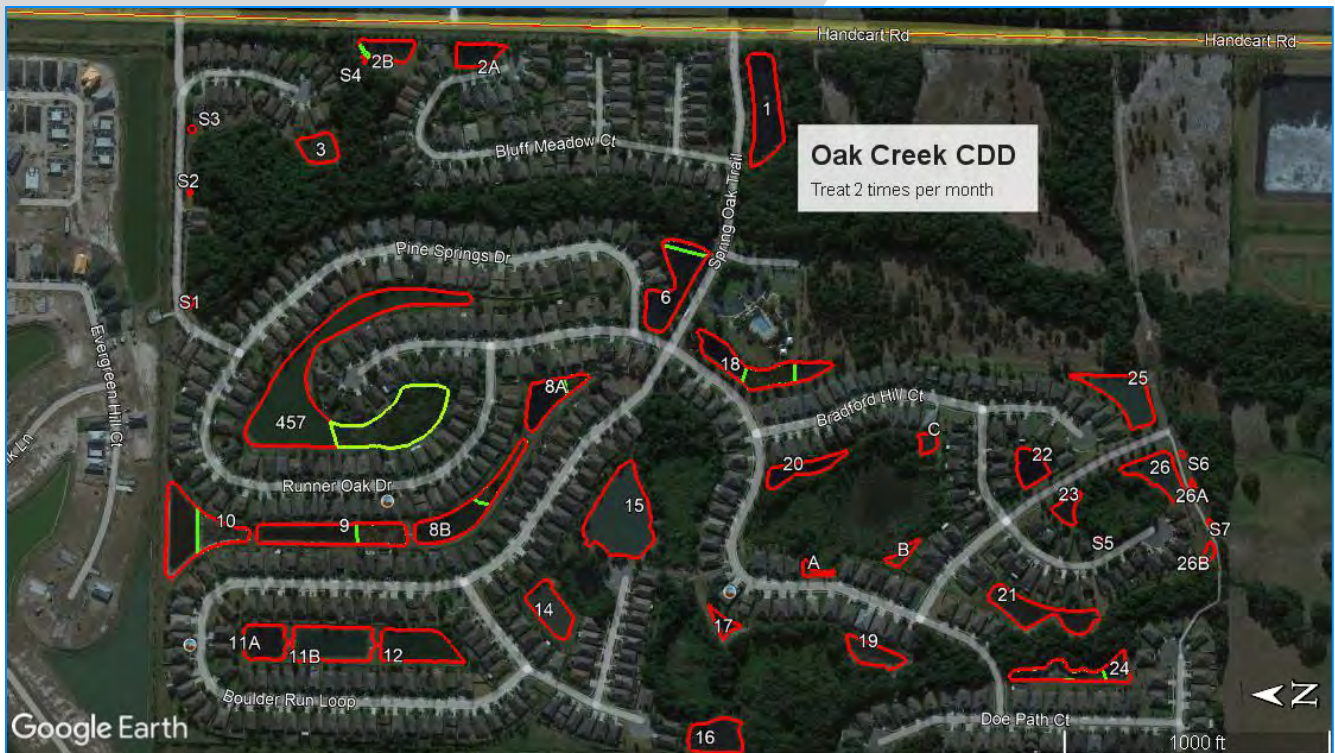 Handcart Rd
Handcart Rd
2B
2A
S4
1
S3
3
Bluff Meadow Ct
Oak Creek CDD
Treat 2 times per month
S2
Spring Oak Trail
Pine Springs Dr
6
S1
Evergreen Hill Ct
18
8A
25
Bradford Hill Ct
457
C
22
20
26
S6
Runner Oak Dr
26A
23
15
10
9
8B
S7
S5
B
26B
A
21
14
17
11A
11B
12
19
24
Boulder Run Loop
N
Doe Path Ct
16
Google Earth
1000 ft